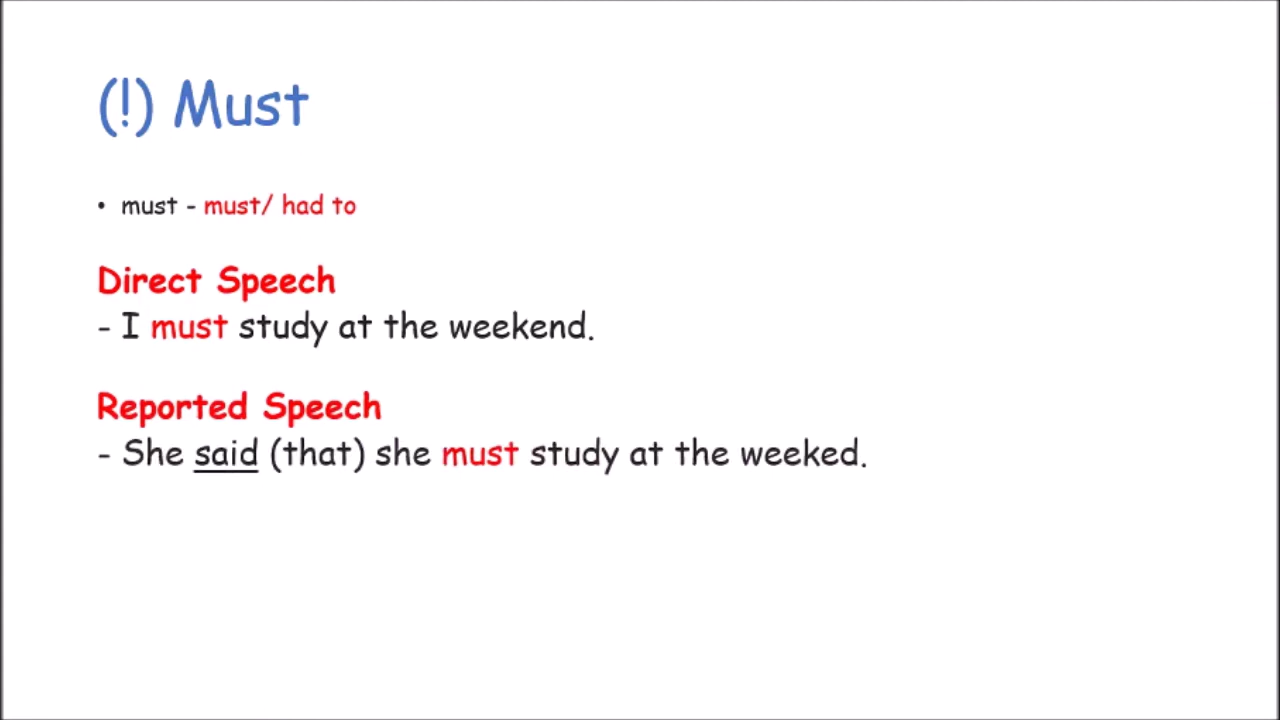 (!) Must
• must - must/ had to
Direct Speech
- I must study at the weekend.
Reported Speech
- She said (that) she must study at the weeked.